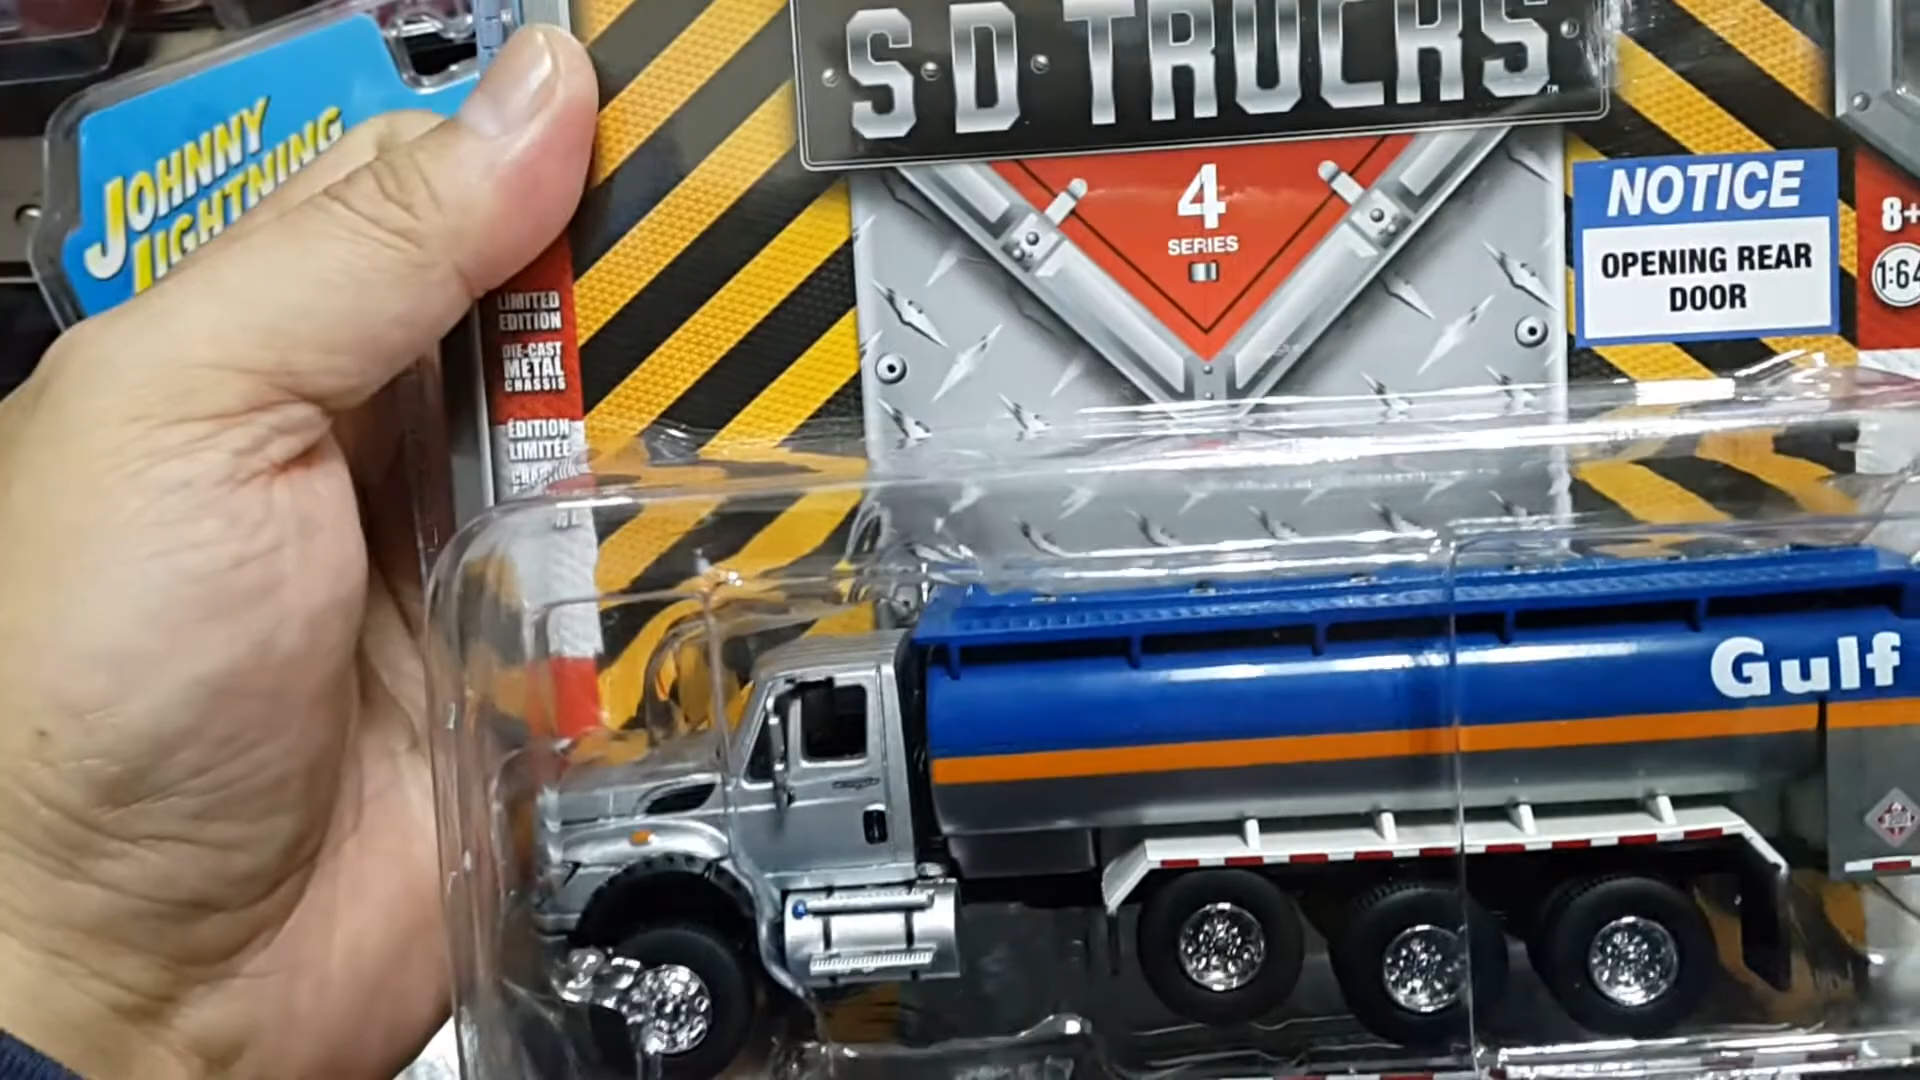 S·D·TRUCKS
™
JOHNNY
LIGHTNING
4
SERIES
NOTICE
OPENING REAR
DOOR
8+
1:64
LIMITED
EDITION
DIE-CAST
METAL
CHASSIS
ÉDITION
LIMITÉE
Gulf